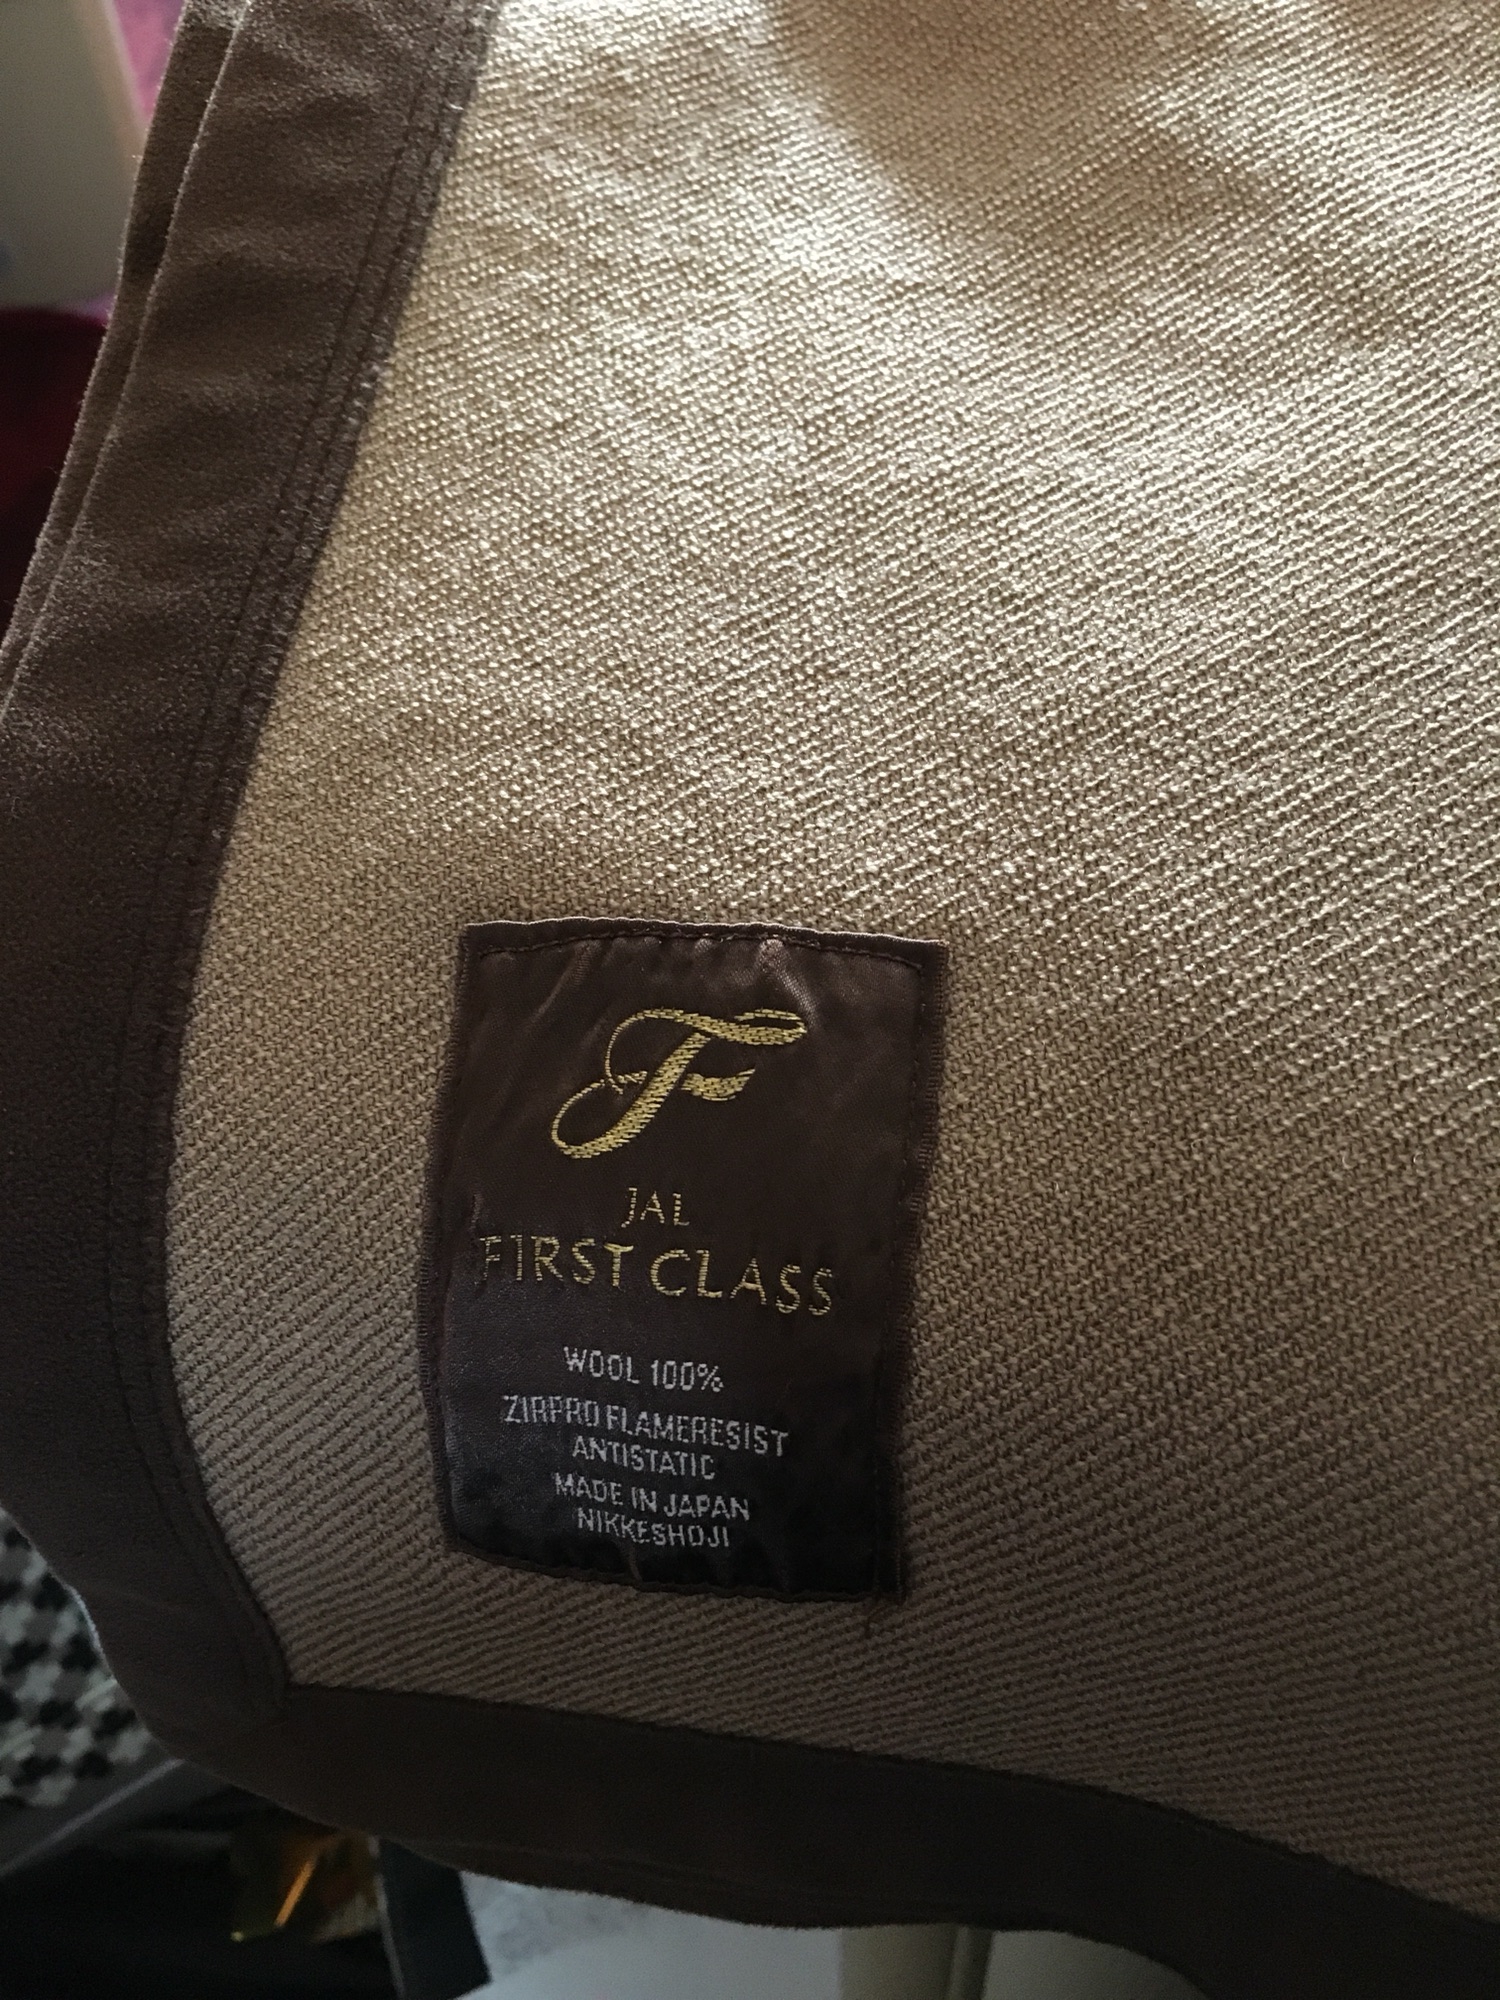 F
JAL
FIRST CLASS
WOOL 100%
ZIRPRO FLAMERESIST
ANTISTATIC
MADE IN JAPAN
NIKKESHOJI